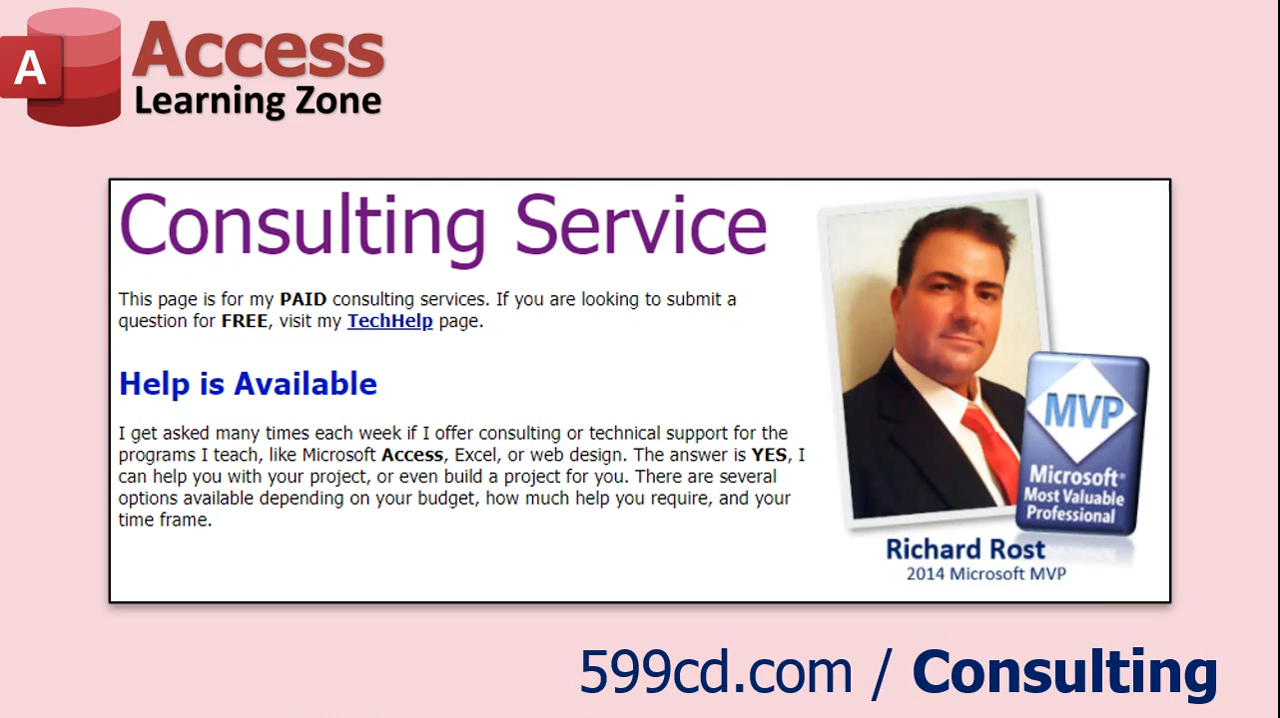 A
Access
Learning Zone
Consulting Service
This page is for my PAID consulting services. If you are looking to submit a
question for FREE, visit my TechHelp page.
Help is Available
I get asked many times each week if I offer consulting or technical support for the
programs I teach, like Microsoft Access, Excel, or web design. The answer is YES, I
can help you with your project, or even build a project for you. There are several
options available depending on your budget, how much help you require, and your
time frame.
MVP
Microsoft®
Most Valuable
Professional
Richard Rost
2014 Microsoft MVP
599cd.com / Consulting